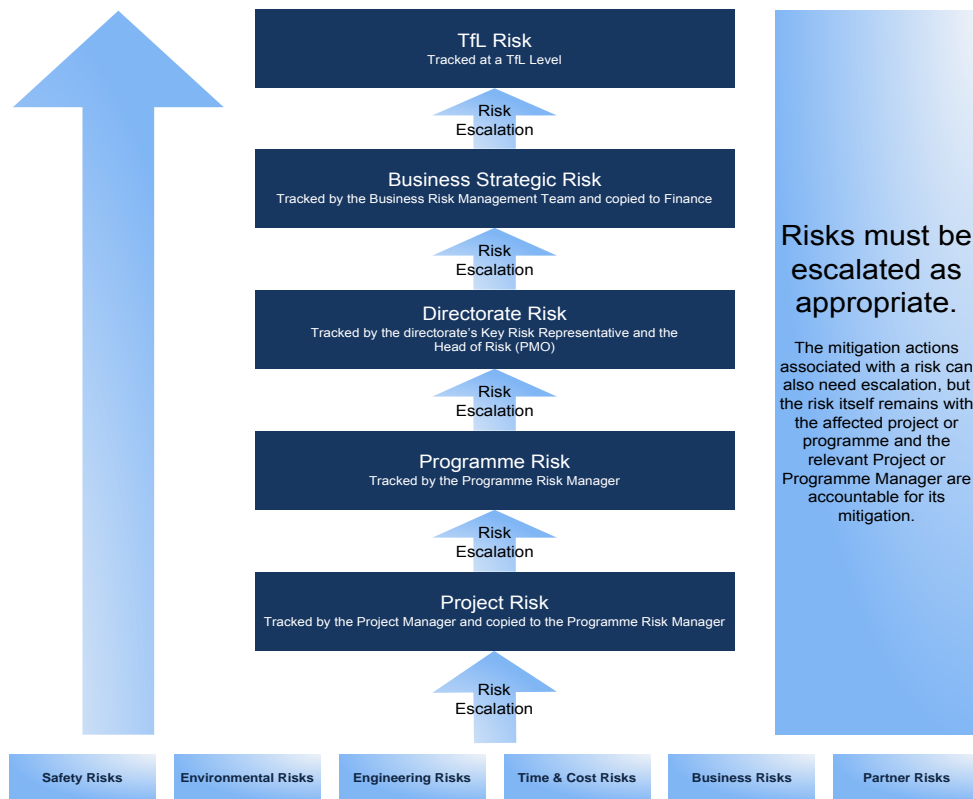 TfL Risk
Tracked at a TfL Level
Risk
Escalation
Business Strategic Risk
Tracked by the Business Risk Management Team and copied to Finance
Risk
Escalation
Directorate Risk
Tracked by the directorate's Key Risk Representative and the
Head of Risk (PMO)
Risk
Escalation
Programme Risk
Tracked by the Programme Risk Manager
Risk
Escalation
Project Risk
Tracked by the Project Manager and copied to the Programme Risk Manager
Risk
Escalation
Risks must be
escalated as
appropriate.
The mitigation actions
associated with a risk can
also need escalation, but
the risk itself remains with
the affected project or
programme and the
relevant Project or
Programme Manager are
accountable for its
mitigation.
Safety Risks
Environmental Risks
Engineering Risks
Time & Cost Risks
Business Risks
Partner Risks